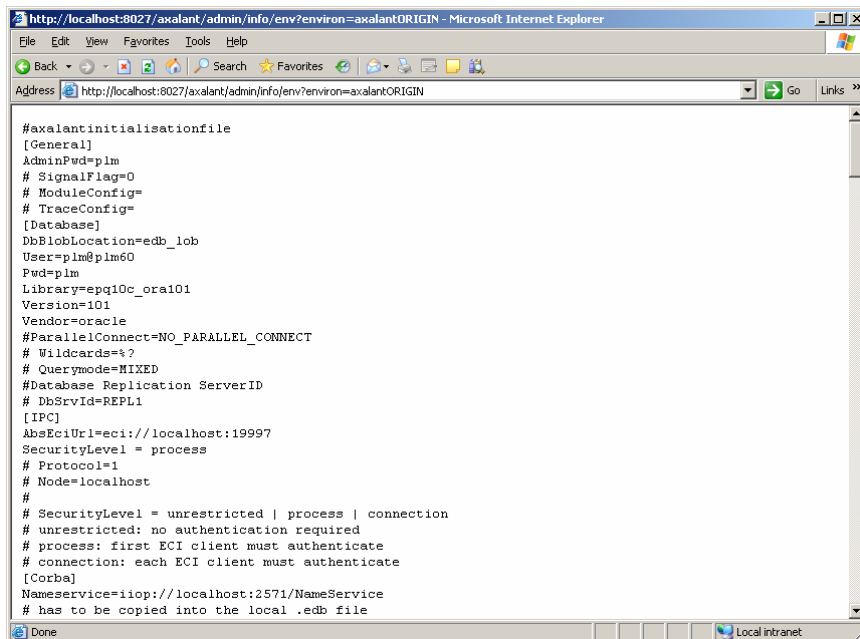 http://localhost:8027/axalant/admin/info/env?environ=axalantORIGIN - Microsoft Internet Explorer
File Edit View Favorites Tools Help
Back Search Favorites
Address http://localhost:8027/axalant/admin/info/env?environ=axalantORIGIN Go Links »
#axalantinitialisationfile
[General]
AdminPwd=plm
# SignalFlag=0
# ModuleConfig=
# TraceConfig=
[Database]
DbBlobLocation=edb_lob
User=plm@plm60
Pwd=plm
Library=epq10c_ora101
Version=101
Vendor=oracle
#ParallelConnect=NO_PARALLEL_CONNECT
# Wildcards=%?
# Querymode=MIXED
#Database Replication ServerID
# DbSrvId=REPL1
[IPC]
AbsEciUrl=eci://localhost:19997
SecurityLevel = process
# Protocol=1
# Node=localhost
#
# SecurityLevel = unrestricted | process | connection
# unrestricted: no authentication required
# process: first ECI client must authenticate
# connection: each ECI client must authenticate
[Corba]
Nameservice=iiop://localhost:2571/NameService
# has to be copied into the local .edb file
Done Local intranet